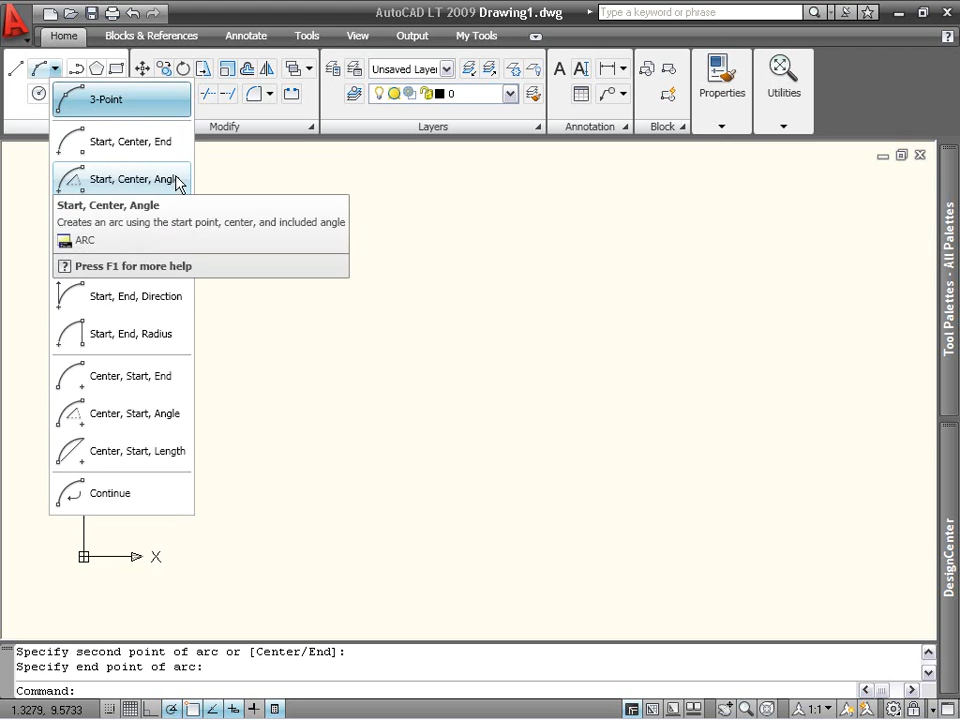 AutoCAD LT 2009 Drawing1.dwg
Type a keyword or phrase
Home
Blocks & References
Annotate
Tools
View
Output
My Tools
Unsaved Layer
0
Properties
Utilities
Modify
Layers
Annotation
Block
3-Point
Start, Center, End
Start, Center, Angle
Start, Center, Angle
Creates an arc using the start point, center, and included angle
ARC
Press F1 for more help
Start, End, Direction
Start, End, Radius
Center, Start, End
Center, Start, Angle
Center, Start, Length
Continue
X
Tool Palettes - All Palettes
DesignCenter
Specify second point of arc or [Center/End]:
Specify end point of arc:
Command:
1.3279, 9.5733
1:1